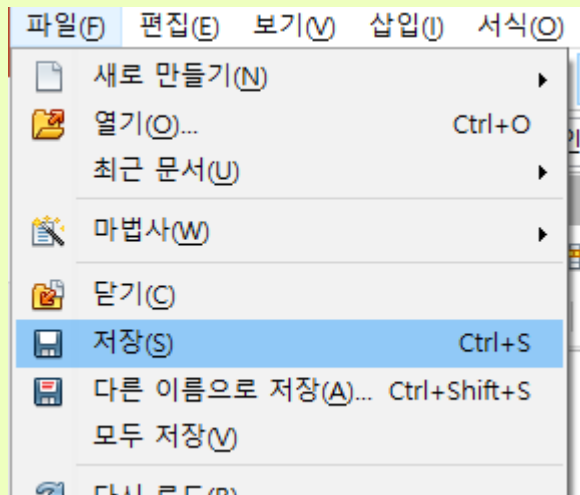 파일(F) 편집(E) 보기(V) 삽입(I) 서식(O)
새로 만들기(N)
열기(O)... Ctrl+O
최근 문서(U)
마법사(W)
닫기(C)
저장(S) Ctrl+S
다른 이름으로 저장(A)... Ctrl+Shift+S
모두 저장(V)